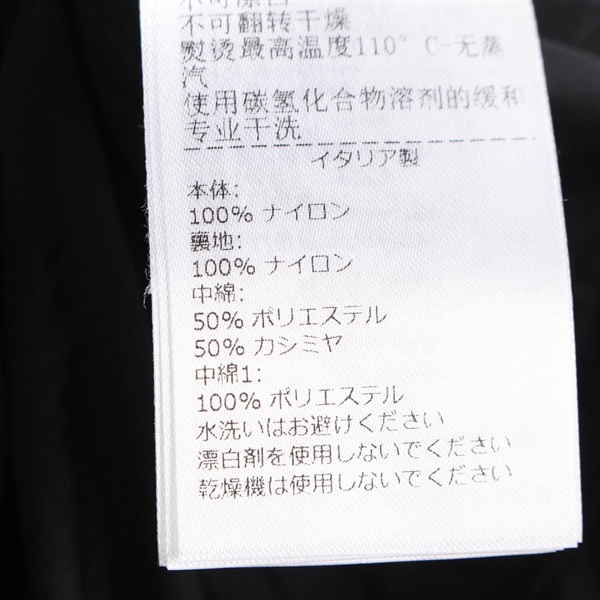 不可漂白
不可翻转干燥
熨烫最高温度110°C-无蒸
汽
使用碳氢化合物溶剂的缓和
专业干洗
イタリア製
本体:
100% ナイロン
裏地:
100% ナイロン
中綿:
50% ポリエステル
50% カシミヤ
中綿1:
100% ポリエステル
水洗いはお避けください
漂白剤を使用しないでください
乾燥機は使用しないでください